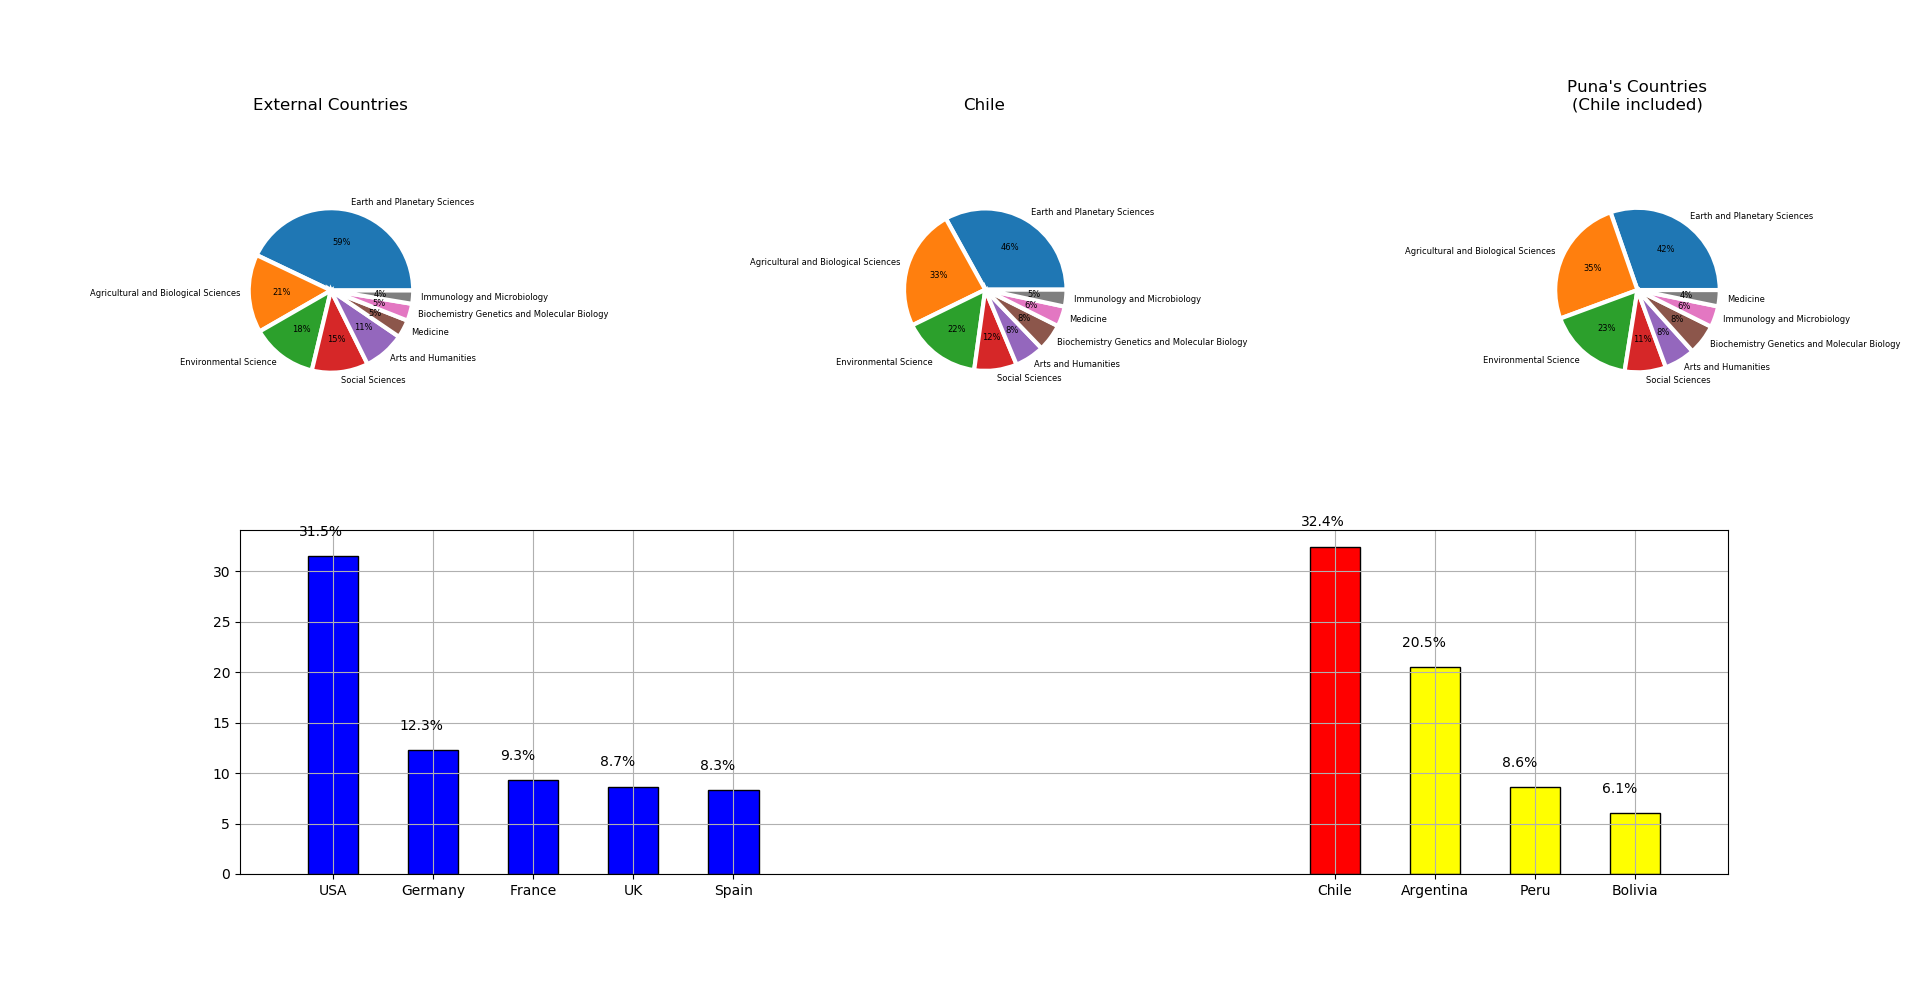 External Countries
Earth and Planetary Sciences
59%
Agricultural and Biological Sciences
21%
Environmental Science
18%
Social Sciences
15%
Arts and Humanities
11%
Medicine
5%
Biochemistry Genetics and Molecular Biology
5%
Immunology and Microbiology
4%
Chile
Earth and Planetary Sciences
46%
Agricultural and Biological Sciences
33%
Environmental Science
22%
Social Sciences
12%
Arts and Humanities
8%
Biochemistry Genetics and Molecular Biology
8%
Medicine
6%
Immunology and Microbiology
5%
Puna's Countries
(Chile included)
Earth and Planetary Sciences
42%
Agricultural and Biological Sciences
35%
Environmental Science
23%
Social Sciences
11%
Arts and Humanities
8%
Biochemistry Genetics and Molecular Biology
8%
Immunology and Microbiology
6%
Medicine
4%
30
25
20
15
10
5
0
31.5%
12.3%
9.3%
8.7%
8.3%
32.4%
20.5%
8.6%
6.1%
USA
Germany
France
UK
Spain
Chile
Argentina
Peru
Bolivia